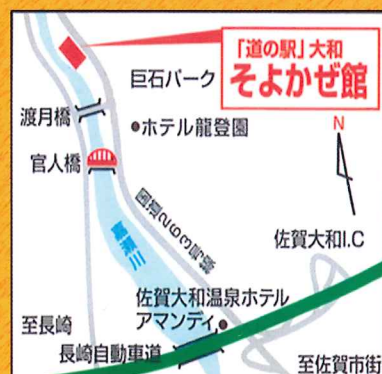 「道の駅」大和
そよかぜ館
巨石パーク
渡月橋
ホテル龍登園
N
官人橋
国道263号線
嘉瀬川
佐賀大和I.C
佐賀大和温泉ホテル
アマンディ
至長崎
長崎自動車道
至佐賀市街